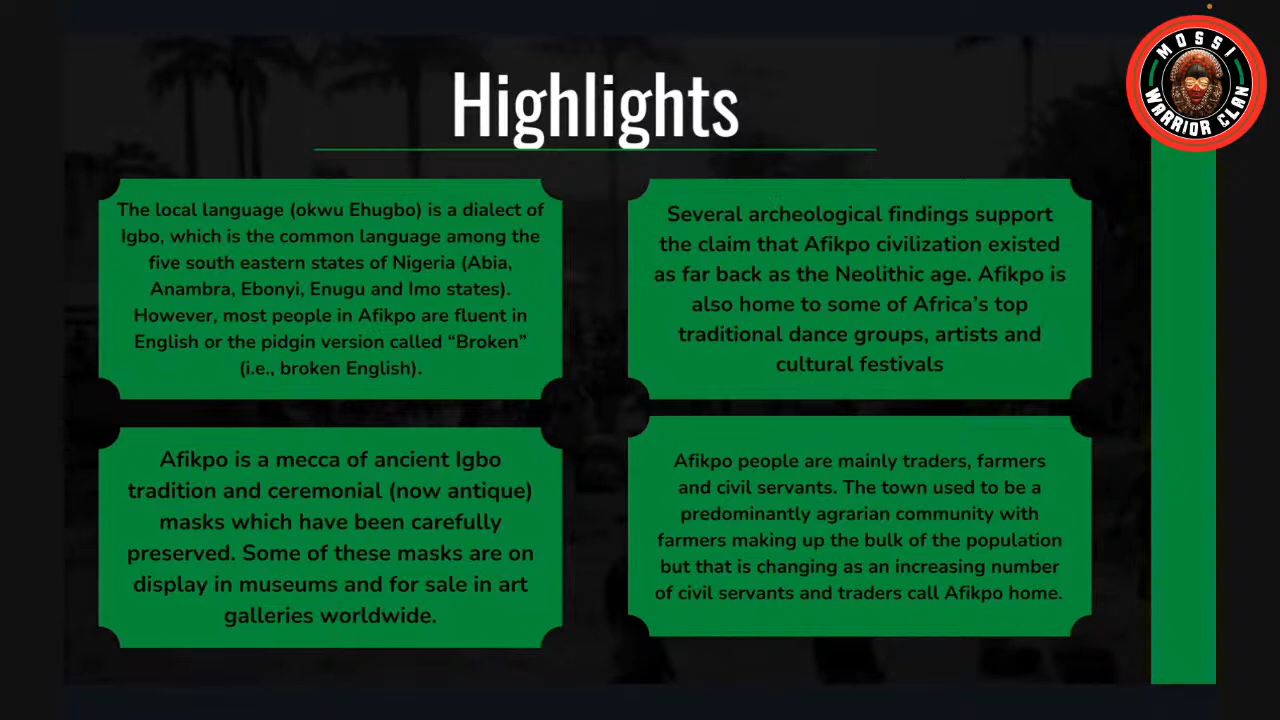 Highlights
MOSSI
WARRIOR CLAN
The local language (okwu Ehugbo) is a dialect of
Igbo, which is the common language among the
five south eastern states of Nigeria (Abia,
Anambra, Ebonyi, Enugu and Imo states).
However, most people in Afikpo are fluent in
English or the pidgin version called “Broken”
(i.e., broken English).
Several archeological findings support
the claim that Afikpo civilization existed
as far back as the Neolithic age. Afikpo is
also home to some of Africa’s top
traditional dance groups, artists and
cultural festivals
Afikpo is a mecca of ancient Igbo
tradition and ceremonial (now antique)
masks which have been carefully
preserved. Some of these masks are on
display in museums and for sale in art
galleries worldwide.
Afikpo people are mainly traders, farmers
and civil servants. The town used to be a
predominantly agrarian community with
farmers making up the bulk of the population
but that is changing as an increasing number
of civil servants and traders call Afikpo home.